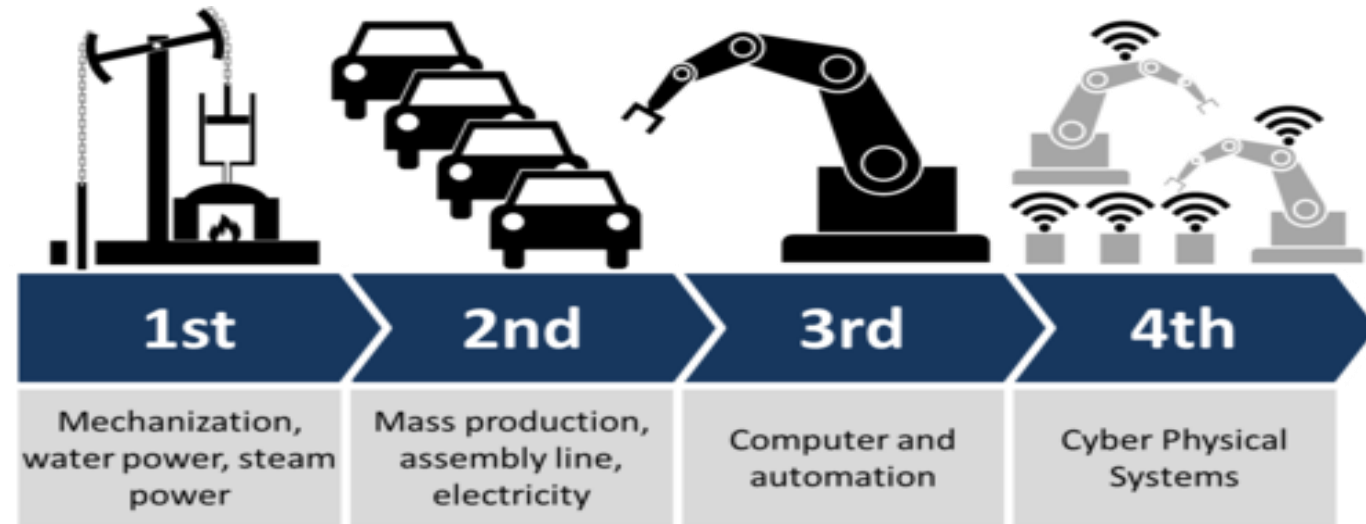 1st
2nd
3rd
4th
Mechanization,
water power, steam
power
Mass production,
assembly line,
electricity
Computer and
automation
Cyber Physical
Systems